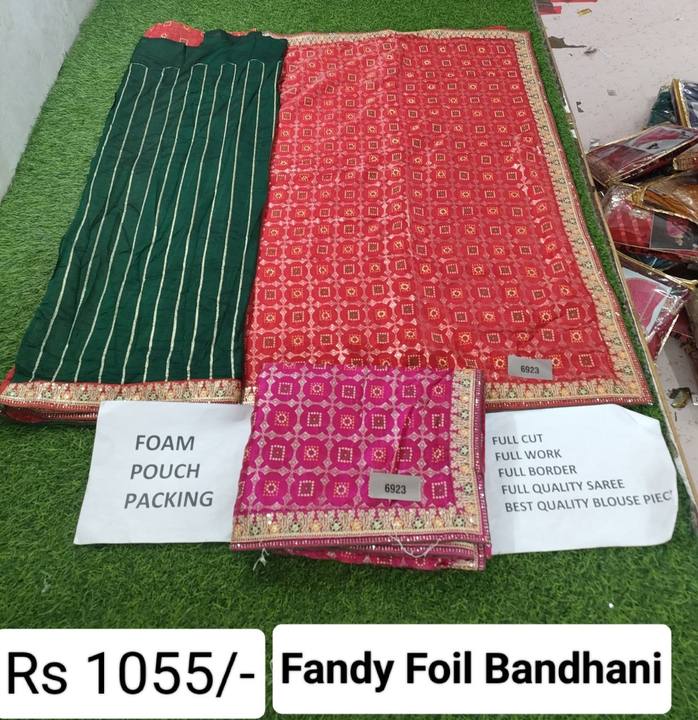 6923
6923
FOAM
POUCH
PACKING
FULL CUT
FULL WORK
FULL BORDER
FULL QUALITY SAREE
BEST QUALITY BLOUSE PIEC
Rs 1055/-
Fandy Foil Bandhani